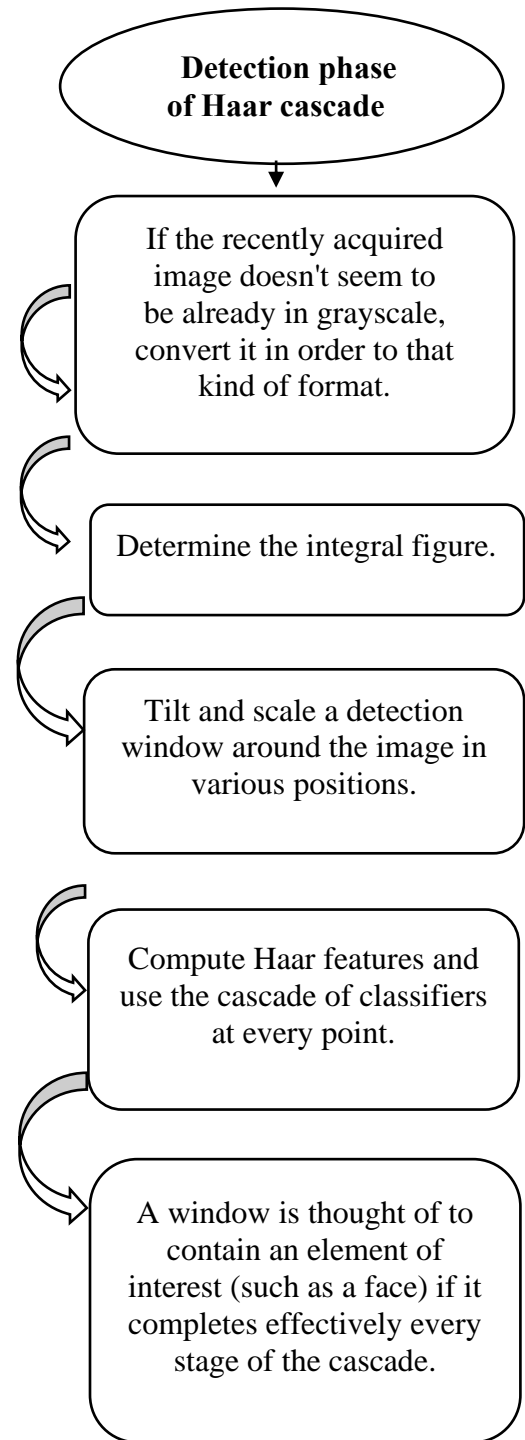 Detection phase
of Haar cascade
If the recently acquired
image doesn't seem to
be already in grayscale,
convert it in order to that
kind of format.
Determine the integral figure.
Tilt and scale a detection
window around the image in
various positions.
Compute Haar features and
use the cascade of classifiers
at every point.
A window is thought of to
contain an element of
interest (such as a face) if it
completes effectively every
stage of the cascade.